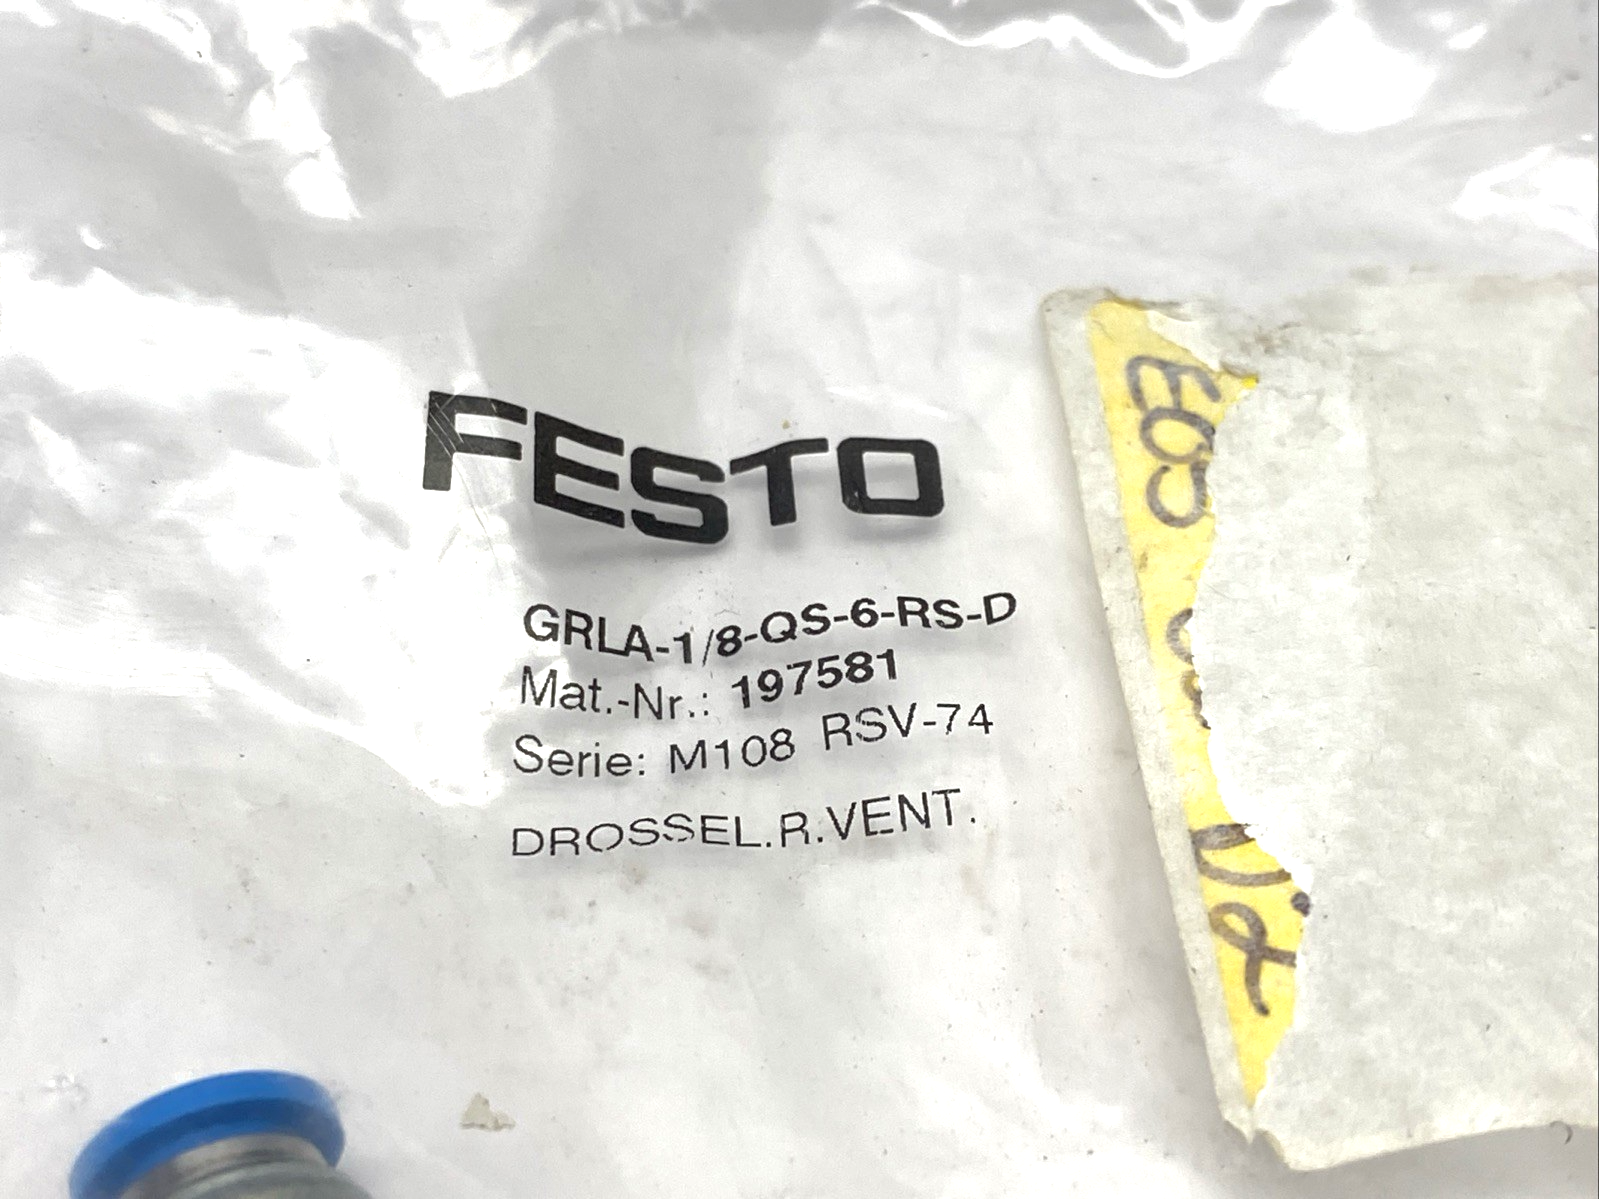 FESTO
GRLA-1/8-QS-6-RS-D
Mat.-Nr.: 197581
Serie: M108 RSV-74
DROSSEL.R.VENT.